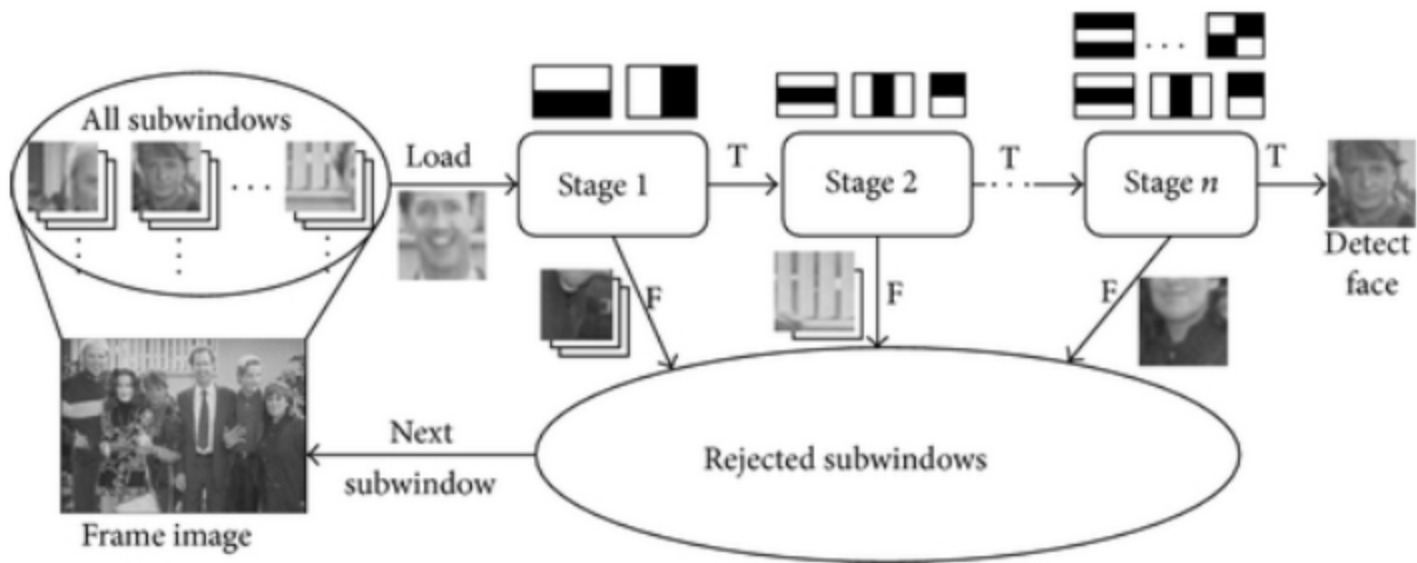 All subwindows
Load
Stage 1
T
Stage 2
T
Stage n
T
Detect
face
F
F
F
Rejected subwindows
Next
subwindow
Frame image